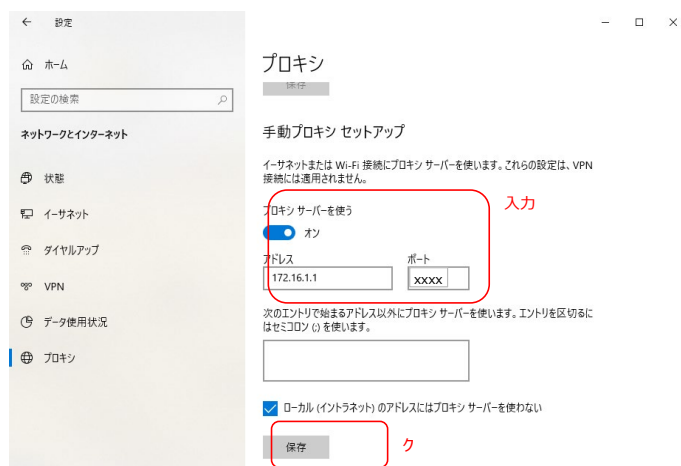 設定
ホーム
設定の検索
ネットワークとインターネット
状態
イーサネット
ダイヤルアップ
VPN
データ使用状況
プロキシ
プロキシ
保存
手動プロキシ セットアップ
イーサネットまたは Wi-Fi 接続にプロキシ サーバーを使います。これらの設定は、VPN
接続には適用されません。
プロキシ サーバーを使う
オン
入力
アドレス
ポート
172.16.1.1
xxxx
次のエントリで始まるアドレス以外にプロキシ サーバーを使います。エントリを区切るに
はセミコロン (;) を使います。
ローカル (イントラネット) のアドレスにはプロキシ サーバーを使わない
保存
ク